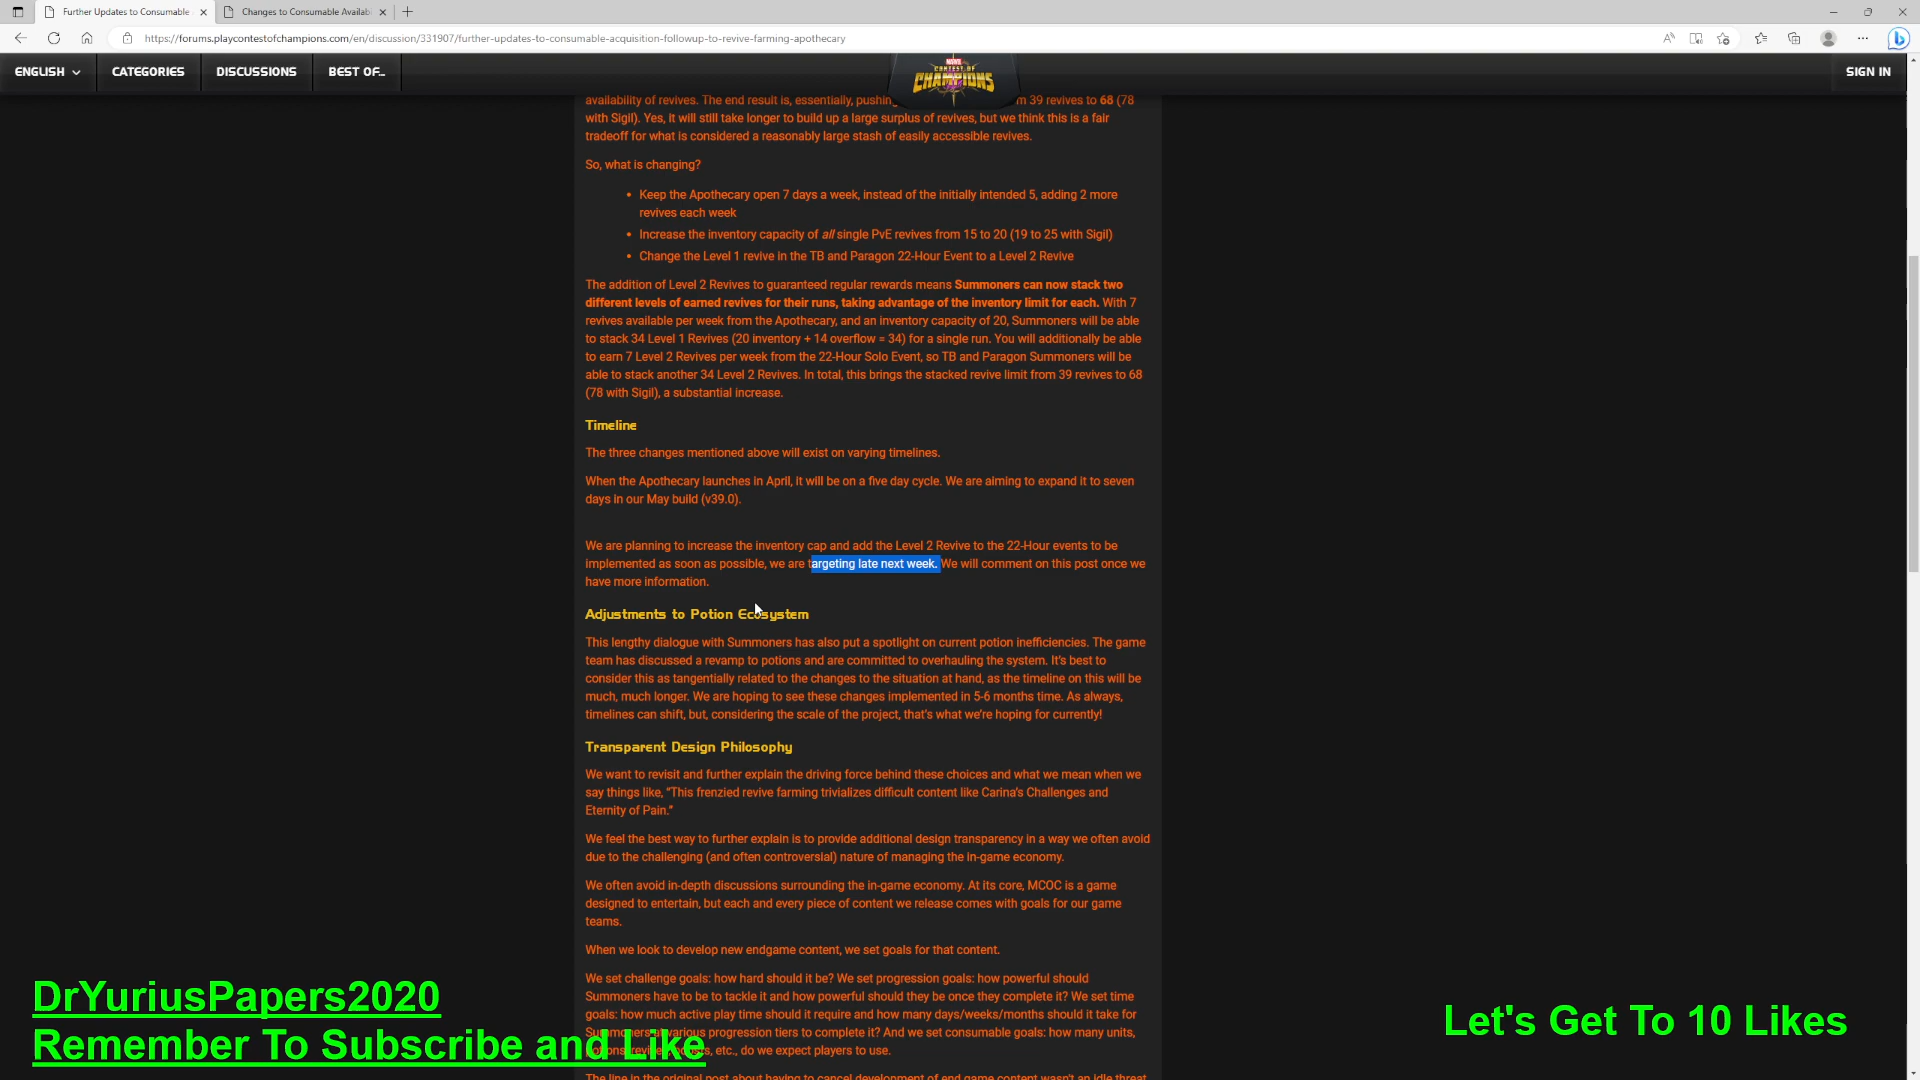 Further Updates to Consumable
Changes to Consumable Availab
https://forums.playcontestofchampions.com/en/discussion/331907/further-updates-to-consumable-acquisition-followup-to-revive-farming-apothecary
ENGLISH CATEGORIES DISCUSSIONS BEST OF... MARVEL CONTEST OF CHAMPIONS SIGN IN
availability of revives. The end result is, essentially, pushing m 39 revives to 68 (78
with Sigil). Yes, it will still take longer to build up a large surplus of revives, but we think this is a fair
tradeoff for what is considered a reasonably large stash of easily accessible revives.
So, what is changing?
• Keep the Apothecary open 7 days a week, instead of the initially intended 5, adding 2 more
revives each week
• Increase the inventory capacity of all single PvE revives from 15 to 20 (19 to 25 with Sigil)
• Change the Level 1 revive in the TB and Paragon 22-Hour Event to a Level 2 Revive
The addition of Level 2 Revives to guaranteed regular rewards means Summoners can now stack two
different levels of earned revives for their runs, taking advantage of the inventory limit for each. With 7
revives available per week from the Apothecary, and an inventory capacity of 20, Summoners will be able
to stack 34 Level 1 Revives (20 inventory + 14 overflow = 34) for a single run. You will additionally be able
to earn 7 Level 2 Revives per week from the 22-Hour Solo Event, so TB and Paragon Summoners will be
able to stack another 34 Level 2 Revives. In total, this brings the stacked revive limit from 39 revives to 68
(78 with Sigil), a substantial increase.
Timeline
The three changes mentioned above will exist on varying timelines.
When the Apothecary launches in April, it will be on a five day cycle. We are aiming to expand it to seven
days in our May build (v39.0).
We are planning to increase the inventory cap and add the Level 2 Revive to the 22-Hour events to be
implemented as soon as possible, we are targeting late next week. We will comment on this post once we
have more information.
Adjustments to Potion Ecosystem
This lengthy dialogue with Summoners has also put a spotlight on current potion inefficiencies. The game
team has discussed a revamp to potions and are committed to overhauling the system. It's best to
consider this as tangentially related to the changes to the situation at hand, as the timeline on this will be
much, much longer. We are hoping to see these changes implemented in 5-6 months time. As always,
timelines can shift, but, considering the scale of the project, that's what we're hoping for currently!
Transparent Design Philosophy
We want to revisit and further explain the driving force behind these choices and what we mean when we
say things like, "This frenzied revive farming trivializes difficult content like Carina's Challenges and
Eternity of Pain."
We feel the best way to further explain is to provide additional design transparency in a way we often avoid
due to the challenging (and often controversial) nature of managing the in-game economy.
We often avoid in-depth discussions surrounding the in-game economy. At its core, MCOC is a game
designed to entertain, but each and every piece of content we release comes with goals for our game
teams.
When we look to develop new endgame content, we set goals for that content.
We set challenge goals: how hard should it be? We set progression goals: how powerful should
Summoners have to be to tackle it and how powerful should they be once they complete it? We set time
goals: how much active play time should it require and how many days/weeks/months should it take for
various progression tiers to complete it? And we set consumable goals: how many units,
etc., do we expect players to use.
The line in the original post about having to cancel development of end game content wasn't an idle threat
DrYuriusPapers2020
Remember To Subscribe and Like
Let's Get To 10 Likes